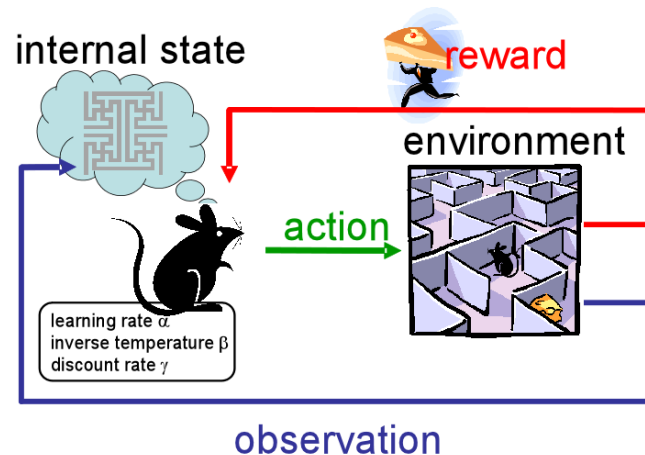 internal state
reward
environment
action
learning rate α
inverse temperature β
discount rate γ
observation